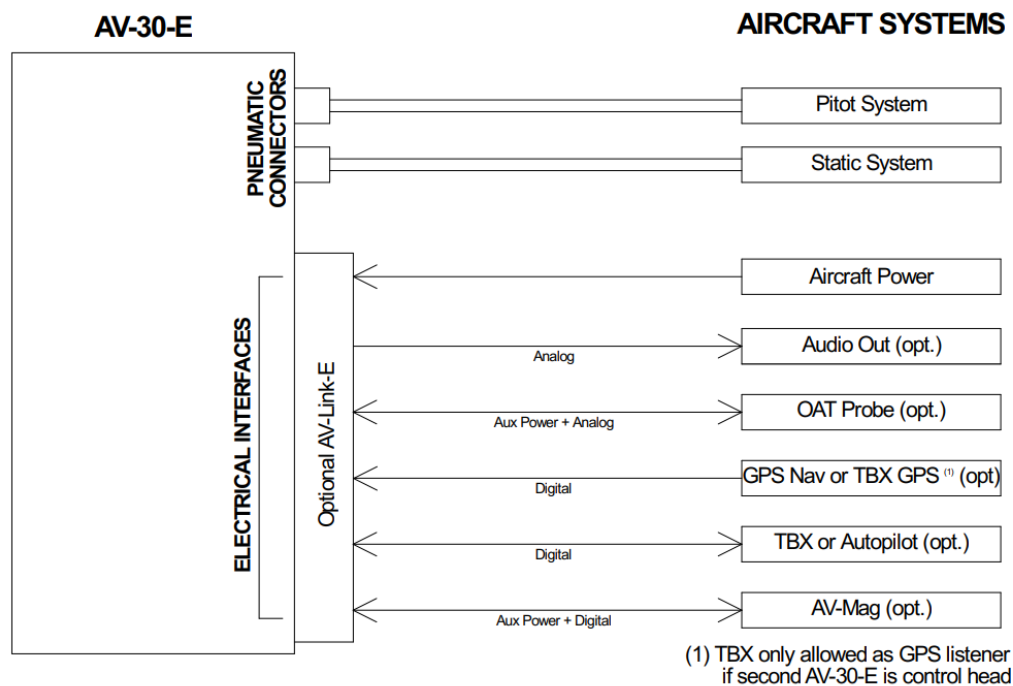 AV-30-E
AIRCRAFT SYSTEMS
PNEUMATIC
CONNECTORS
Pitot System
Static System
ELECTRICAL INTERFACES
Optional AV-Link-E
Aircraft Power
Analog
Audio Out (opt.)
Aux Power + Analog
OAT Probe (opt.)
Digital
GPS Nav or TBX GPS (1) (opt)
Digital
TBX or Autopilot (opt.)
Aux Power + Digital
AV-Mag (opt.)
(1) TBX only allowed as GPS listener
if second AV-30-E is control head